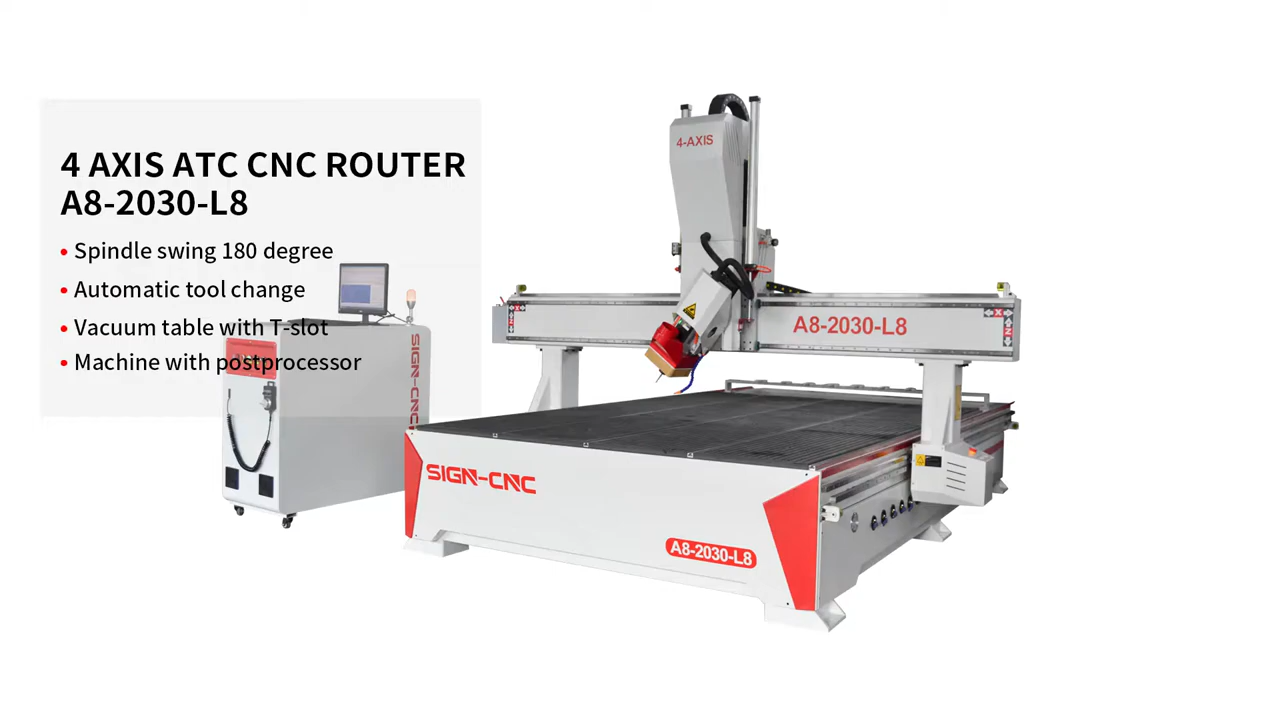 4 AXIS ATC CNC ROUTER
A8-2030-L8
• Spindle swing 180 degree
• Automatic tool change
• Vacuum table with T-slot
• Machine with postprocessor
4-AXIS
A8-2030-L8
X
SIGN-CNC
SIGN-CNC
A8-2030-L8